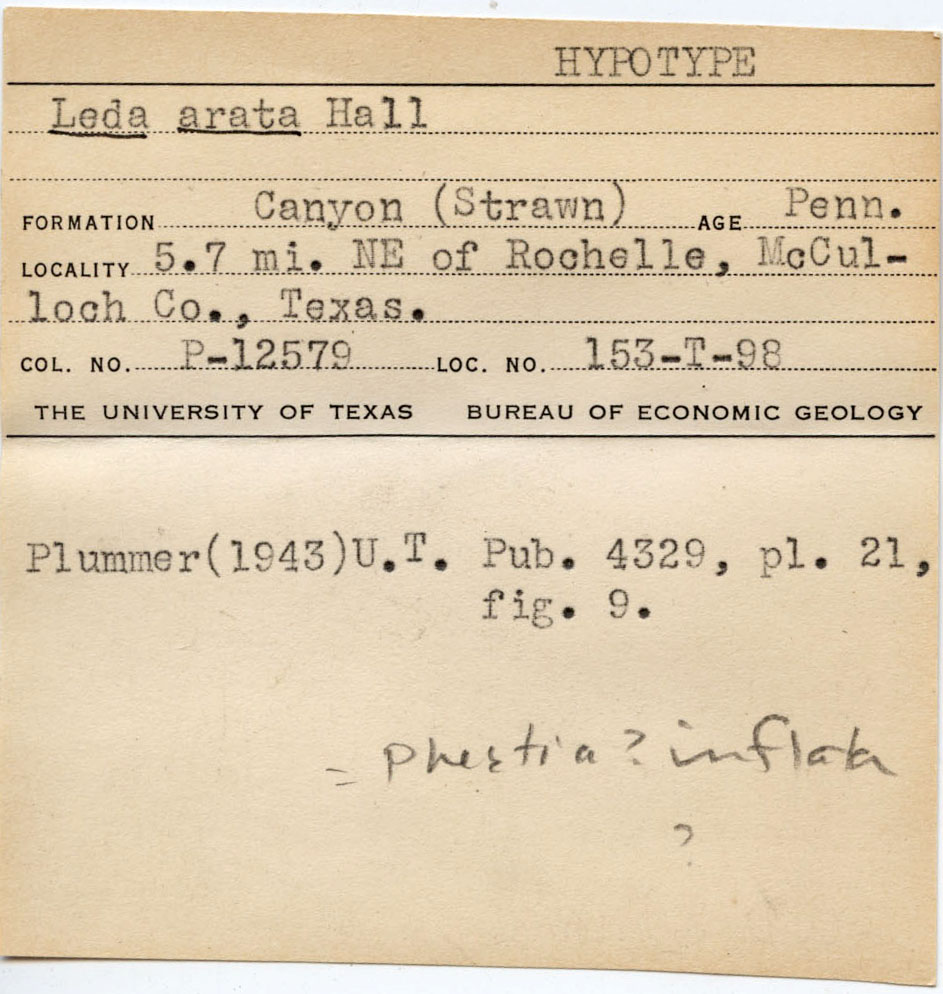 HYPOTYPE
Leda arata Hall
FORMATION Canyon (Strawn) AGE Penn.
LOCALITY 5.7 mi. NE of Rochelle, McCul-
loch Co., Texas.
COL. NO. P-12579 LOC. NO. 153-T-98
THE UNIVERSITY OF TEXAS BUREAU OF ECONOMIC GEOLOGY
Plummer(1943)U.T. Pub. 4329, pl. 21,
fig. 9.
= phestia? inflata
?